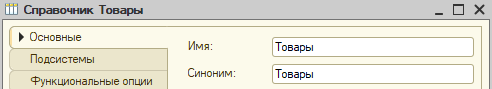 Справочник Товары
Основные
Имя: Товары
Подсистемы
Синоним: Товары
Функциональные опции